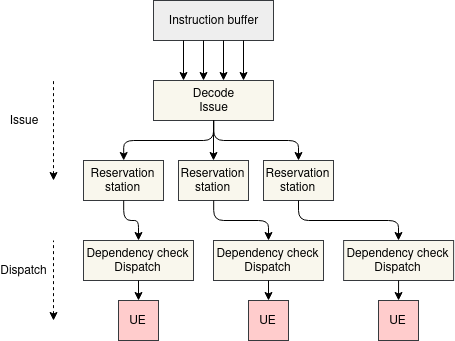 Instruction buffer
Decode
Issue
Issue
Reservation
station
Reservation
station
Reservation
station
Dependency check
Dispatch
Dependency check
Dispatch
Dependency check
Dispatch
Dispatch
UE
UE
UE